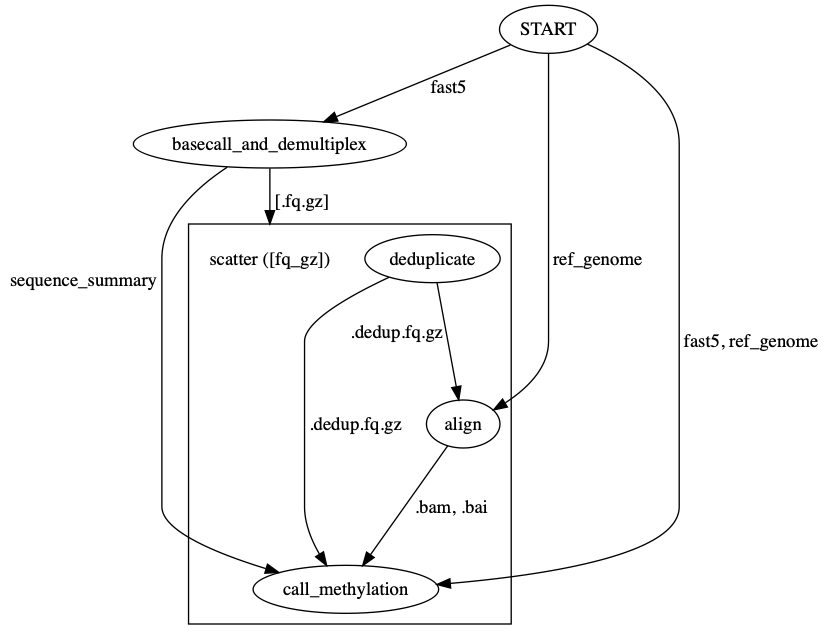 START
fast5
basecall_and_demultiplex
[.fq.gz]
scatter ([fq_gz])
deduplicate
ref_genome
sequence_summary
.dedup.fq.gz
fast5, ref_genome
.dedup.fq.gz
align
.bam, .bai
call_methylation